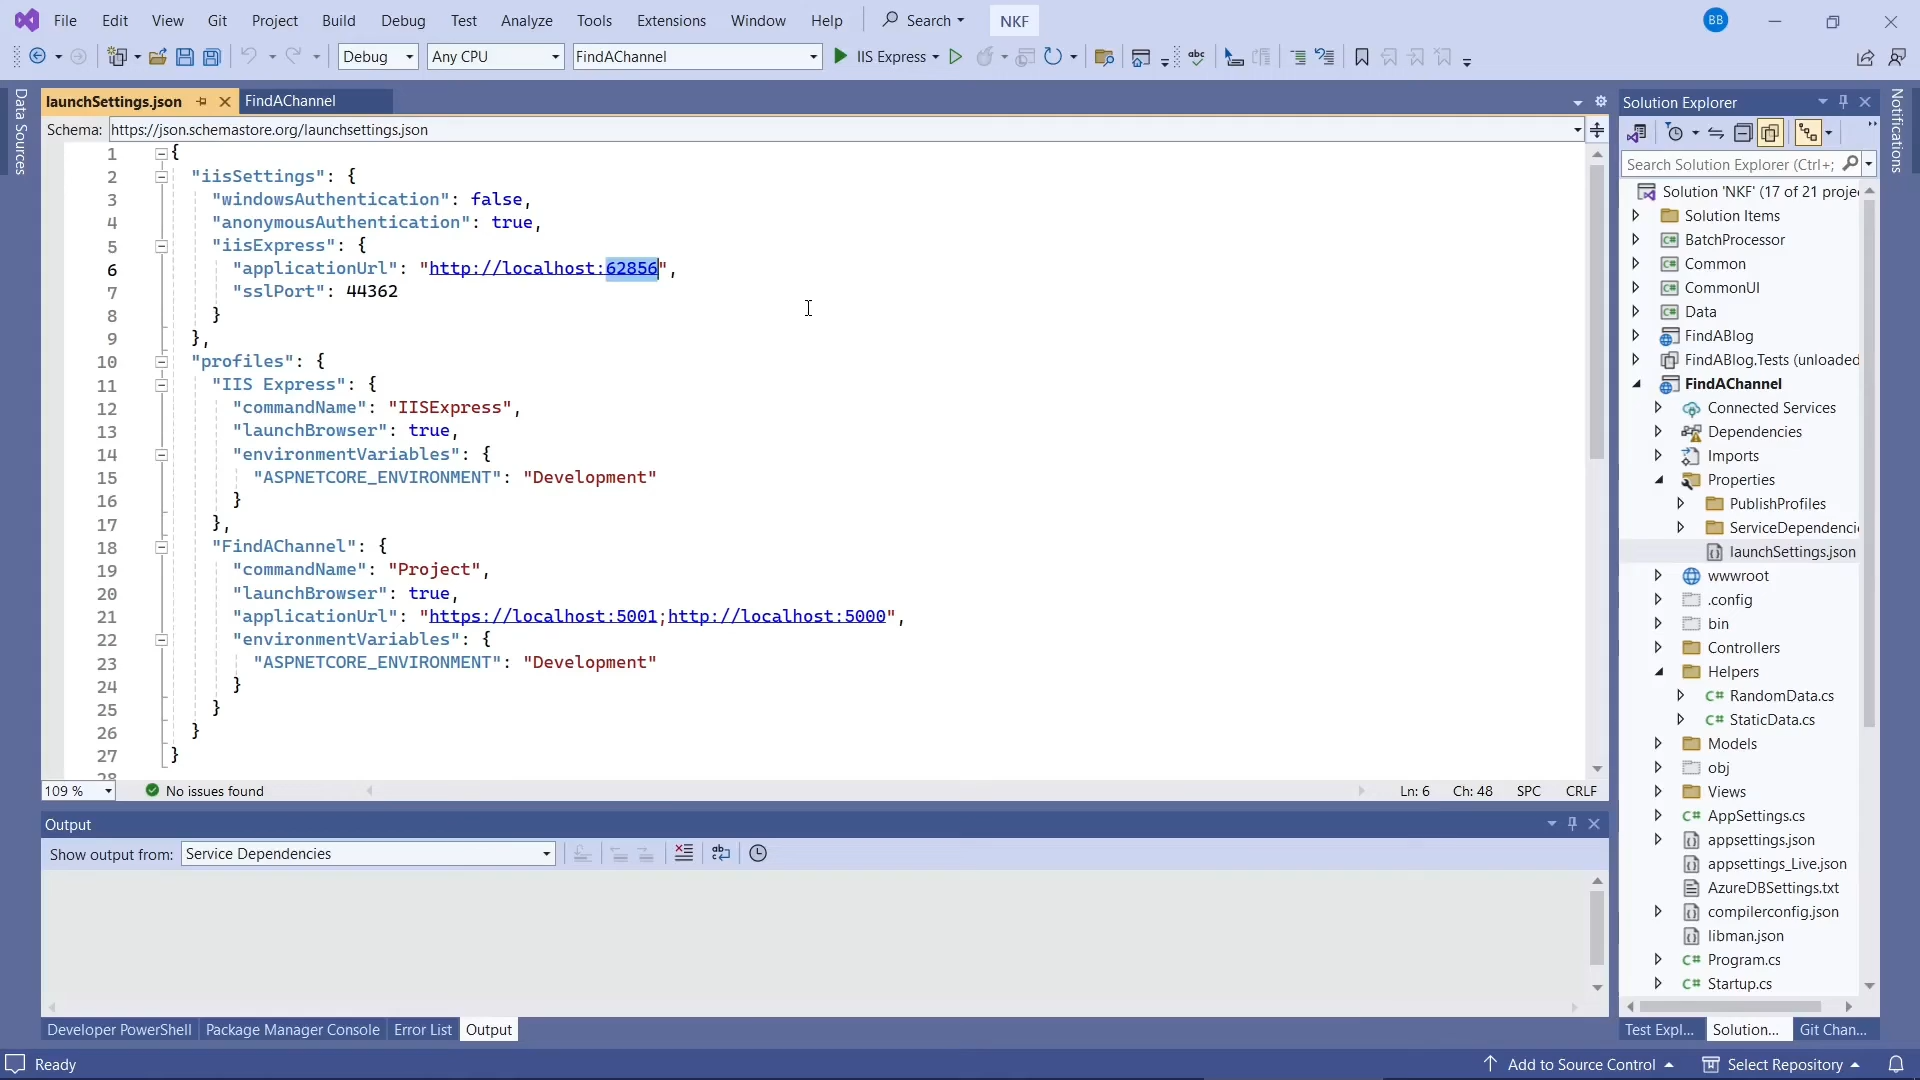 File Edit View Git Project Build Debug Test Analyze Tools Extensions Window Help Search NKF BB
Debug Any CPU FindAChannel IIS Express
Data Sources
launchSettings.json FindAChannel
Schema: https://json.schemastore.org/launchsettings.json
1 {
2 "iisSettings": {
3 "windowsAuthentication": false,
4 "anonymousAuthentication": true,
5 "iisExpress": {
6 "applicationUrl": "http://localhost:62856",
7 "sslPort": 44362
8 }
9 },
10 "profiles": {
11 "IIS Express": {
12 "commandName": "IISExpress",
13 "launchBrowser": true,
14 "environmentVariables": {
15 "ASPNETCORE_ENVIRONMENT": "Development"
16 }
17 },
18 "FindAChannel": {
19 "commandName": "Project",
20 "launchBrowser": true,
21 "applicationUrl": "https://localhost:5001;http://localhost:5000",
22 "environmentVariables": {
23 "ASPNETCORE_ENVIRONMENT": "Development"
24 }
25 }
26 }
27 }
28
109 % No issues found Ln: 6 Ch: 48 SPC CRLF
Output
Show output from: Service Dependencies
Developer PowerShell Package Manager Console Error List Output
Solution Explorer
Search Solution Explorer (Ctrl+;
Solution 'NKF' (17 of 21 proje
Solution Items
BatchProcessor
Common
CommonUI
Data
FindABlog
FindABlog.Tests (unloaded
FindAChannel
Connected Services
Dependencies
Imports
Properties
PublishProfiles
ServiceDependenci
launchSettings.json
wwwroot
.config
bin
Controllers
Helpers
RandomData.cs
StaticData.cs
Models
obj
Views
AppSettings.cs
appsettings.json
appsettings_Live.json
AzureDBSettings.txt
compilerconfig.json
libman.json
Program.cs
Startup.cs
Test Expl... Solution... Git Chan...
Notifications
Ready Add to Source Control Select Repository